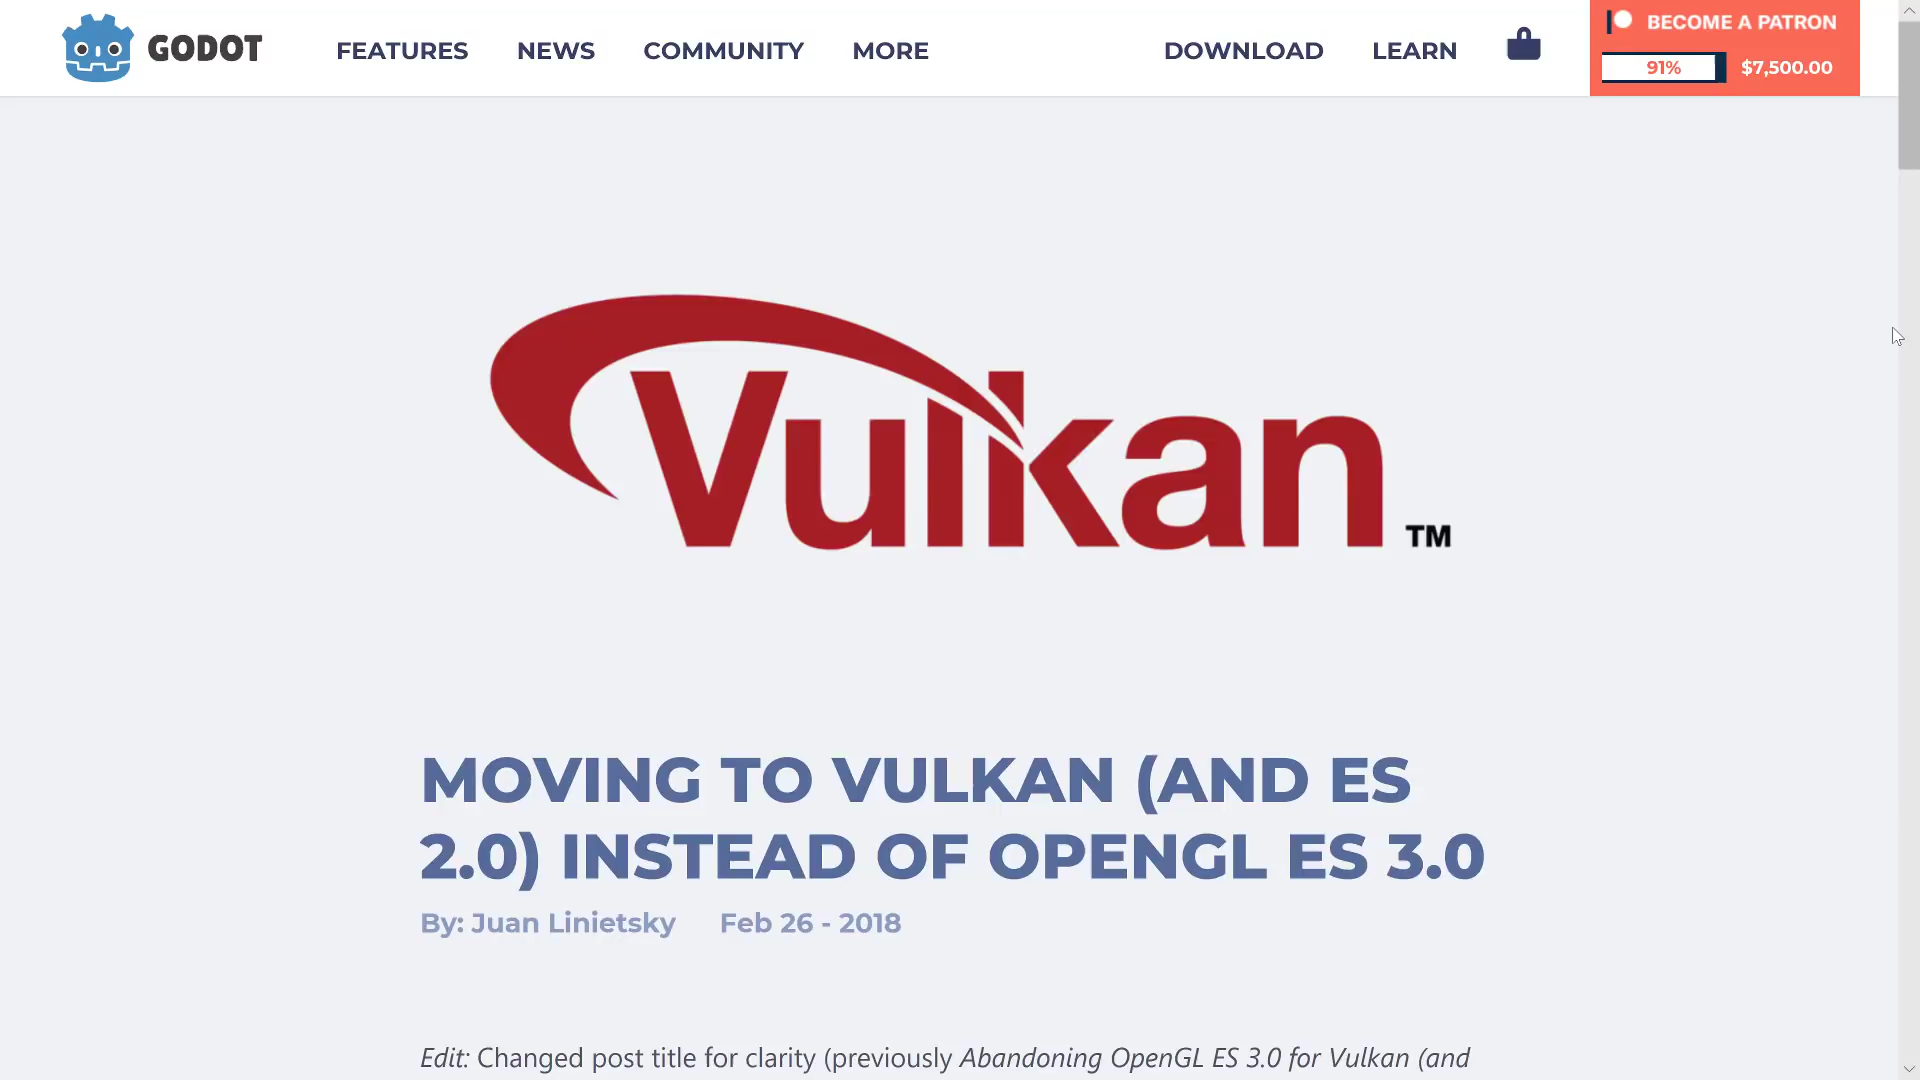 GODOT
FEATURES NEWS COMMUNITY MORE DOWNLOAD LEARN
BECOME A PATRON
91% $7,500.00
Vulkan TM
MOVING TO VULKAN (AND ES
2.0) INSTEAD OF OPENGL ES 3.0
By: Juan Linietsky Feb 26 - 2018
Edit: Changed post title for clarity (previously Abandoning OpenGL ES 3.0 for Vulkan (and